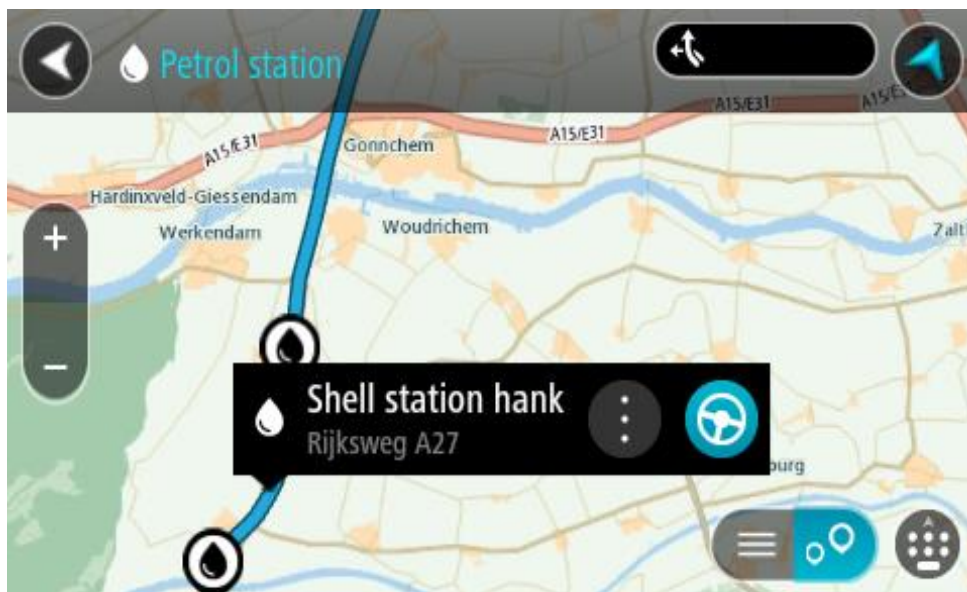 Petrol station
A15/E31
A15/E31
A15/E31
Gonnchem
Hardinxveld-Giessendam
Werkendam
Woudrichem
Zalt
Shell station hank
Rijksweg A27
burg